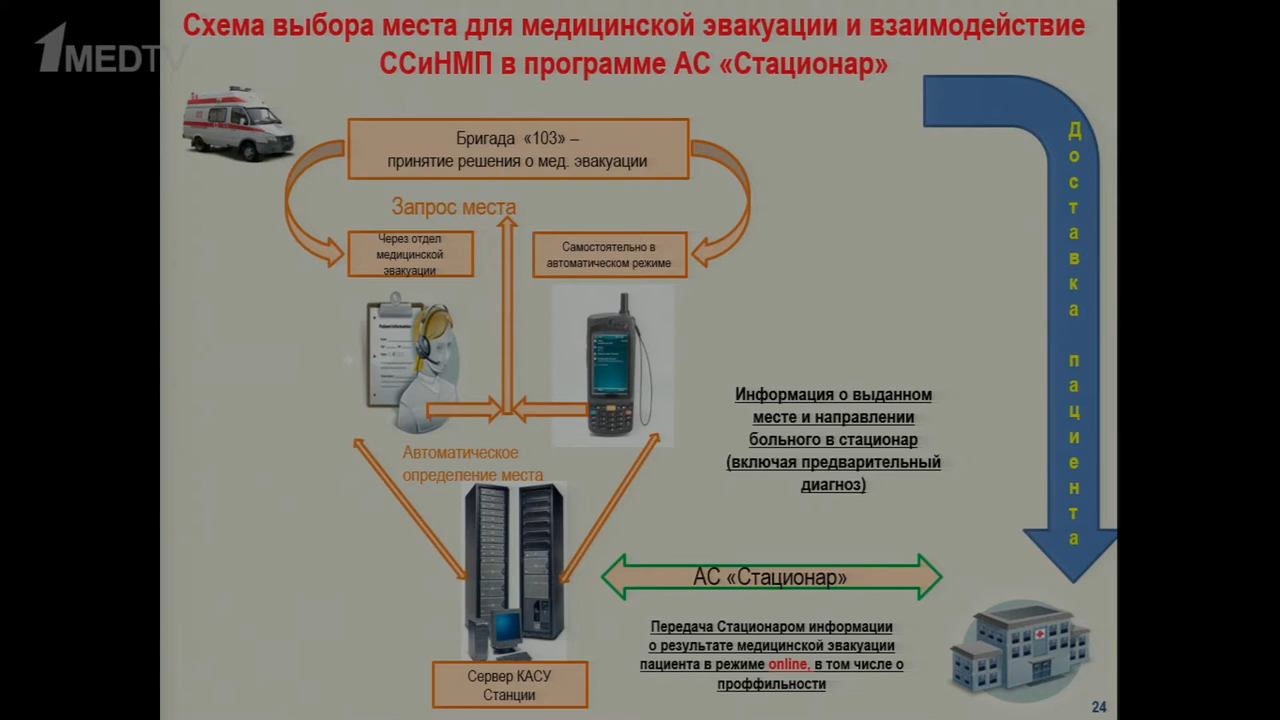 Схема выбора места для медицинской эвакуации и взаимодействие
ССиНМП в программе АС «Стационар»
1MEDTV
Бригада «103» –
принятие решения о мед. эвакуации
Запрос места
Через отдел
медицинской
эвакуации
Самостоятельно в
автоматическом режиме
Доставка пациента
Информация о выданном
месте и направлении
больного в стационар
(включая предварительный
диагноз)
Автоматическое
определение места
АС «Стационар»
Передача Стационаром информации
о результате медицинской эвакуации
пациента в режиме online, в том числе о
проффильности
Сервер КАСУ
Станции
24